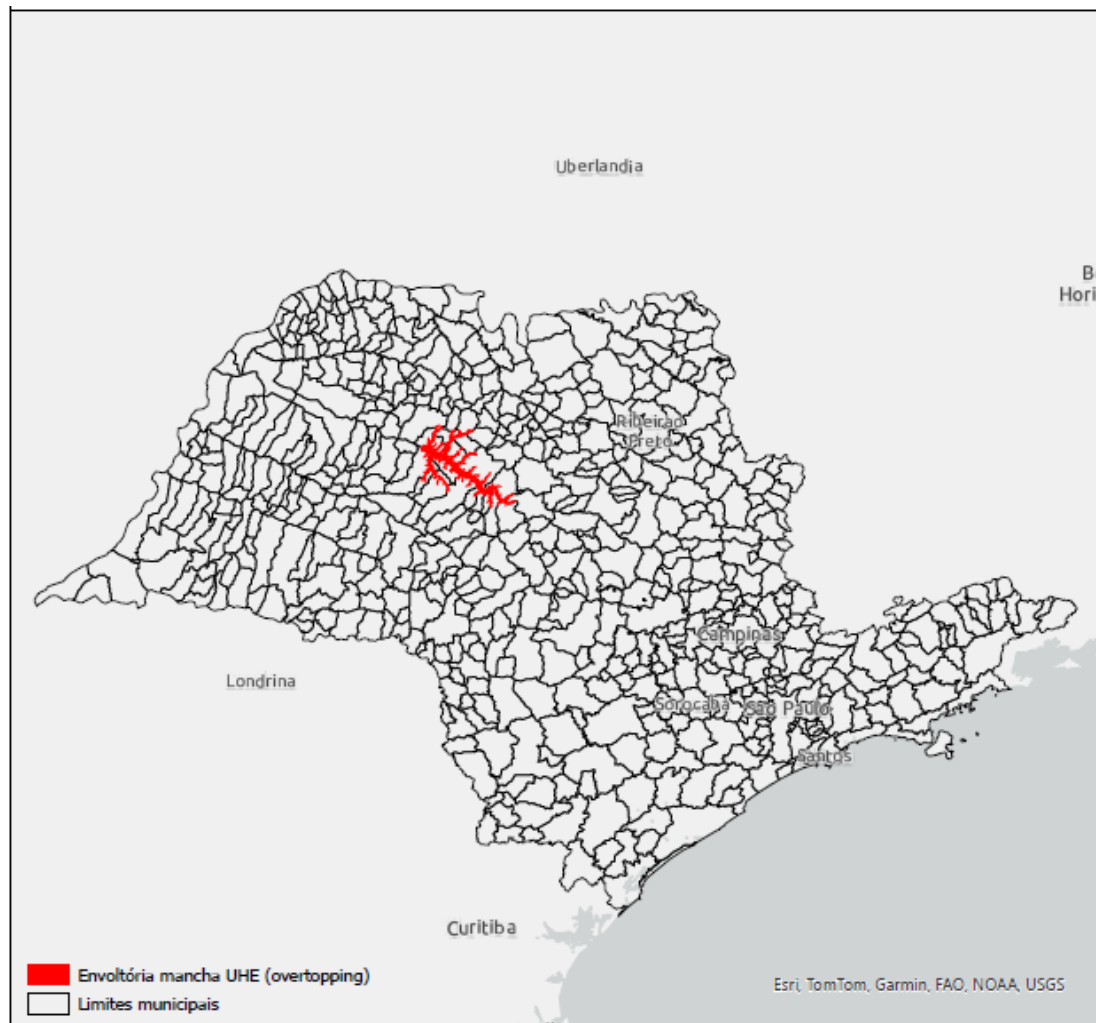 Uberlandia
B
Hori
Ribeirao
Preto
Campinas
Londrina
Sorocaba
Sao Paulo
Santos
Curitiba
Envoltória mancha UHE (overtopping)
Limites municipais
Esri, TomTom, Garmin, FAO, NOAA, USGS